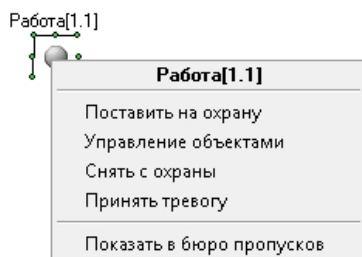 Работа[1.1]
Работа[1.1]
Поставить на охрану
Управление объектами
Снять с охраны
Принять тревогу
Показать в бюро пропусков